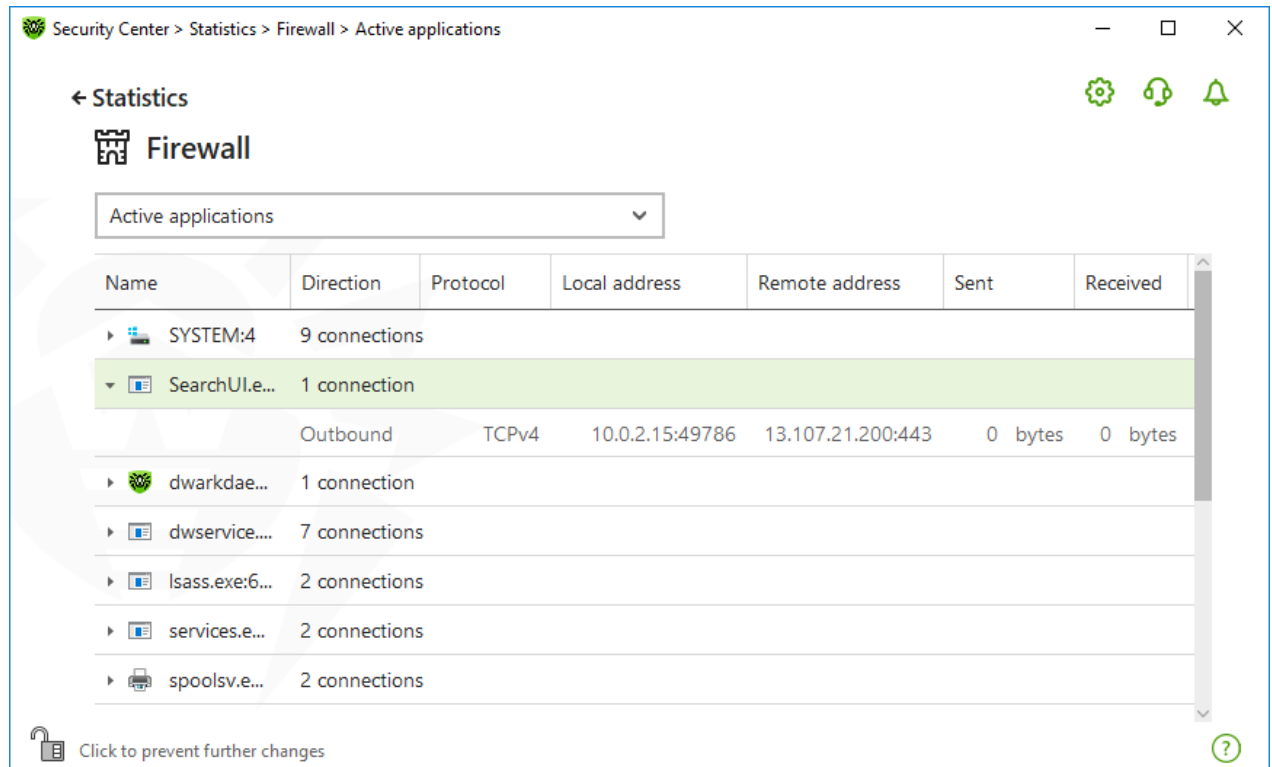 Security Center > Statistics > Firewall > Active applications
Statistics
Firewall
Active applications
Name Direction Protocol Local address Remote address Sent Received
SYSTEM:4 9 connections
SearchUI.e... 1 connection
Outbound TCPv4 10.0.2.15:49786 13.107.21.200:443 0 bytes 0 bytes
dwarkdae... 1 connection
dwservice.... 7 connections
lsass.exe:6... 2 connections
services.e... 2 connections
spoolsv.e... 2 connections
Click to prevent further changes
?